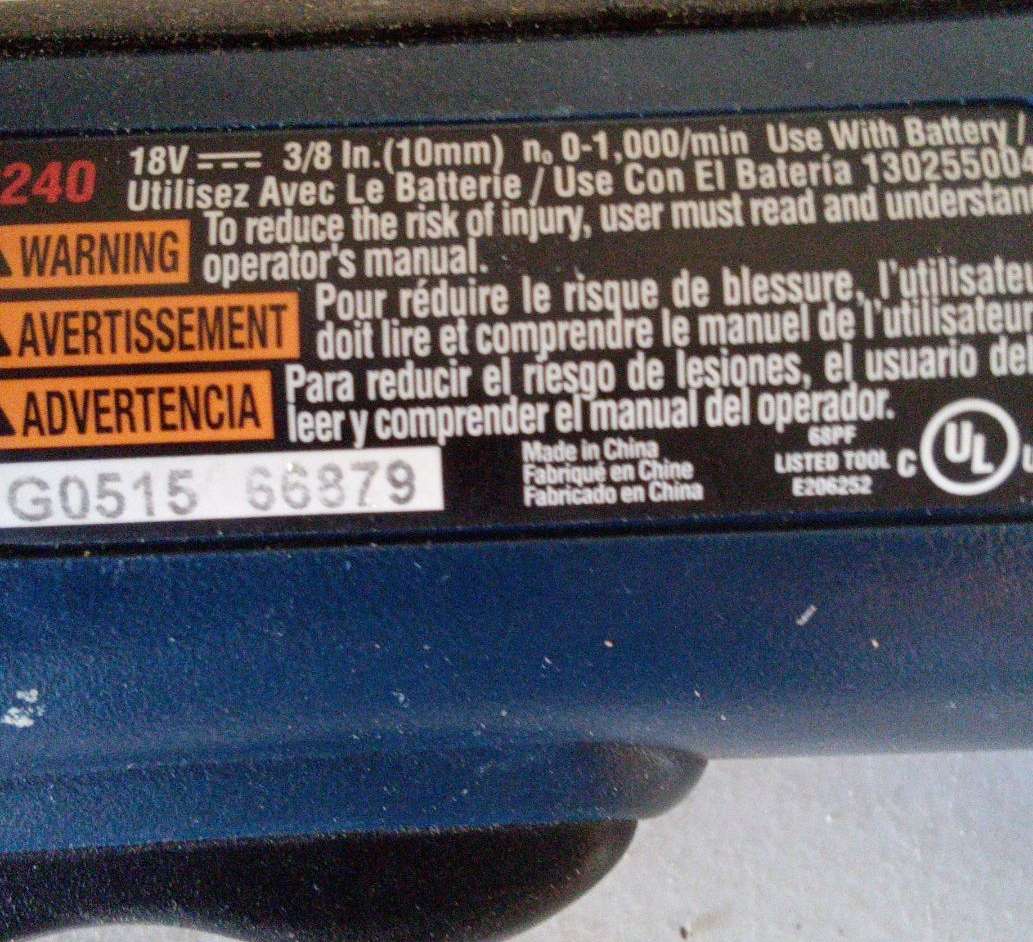 240 18V 3/8 In.(10mm) n₀ 0-1,000/min Use With Battery /
Utilisez Avec Le Batterie / Use Con El Batería 13025500
WARNING To reduce the risk of injury, user must read and understan
operator's manual.
AVERTISSEMENT Pour réduire le risque de blessure, l'utilisateu
doit lire et comprendre le manuel de l'utilisateur
ADVERTENCIA Para reducir el riesgo de lesiones, el usuario de
leer y comprender el manual del operador.
G0515 66879
Made in China
Fabriqué en Chine
Fabricado en China
68PF
LISTED TOOL
E206252
C UL